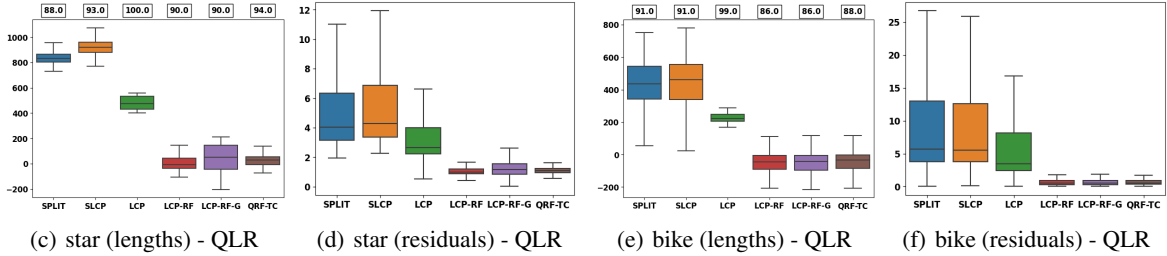 88.0 93.0 100.0 90.0 90.0 94.0
1000
800
600
400
200
0
−200
SPLIT SLCP LCP LCP-RF LCP-RF-G QRF-TC
(c) star (lengths) - QLR
12
10
8
6
4
2
0
SPLIT SLCP LCP LCP-RF LCP-RF-G QRF-TC
(d) star (residuals) - QLR
91.0 91.0 99.0 86.0 86.0 88.0
800
600
400
200
0
−200
SPLIT SLCP LCP LCP-RF LCP-RF-G QRF-TC
(e) bike (lengths) - QLR
25
20
15
10
5
0
SPLIT SLCP LCP LCP-RF LCP-RF-G QRF-TC
(f) bike (residuals) - QLR